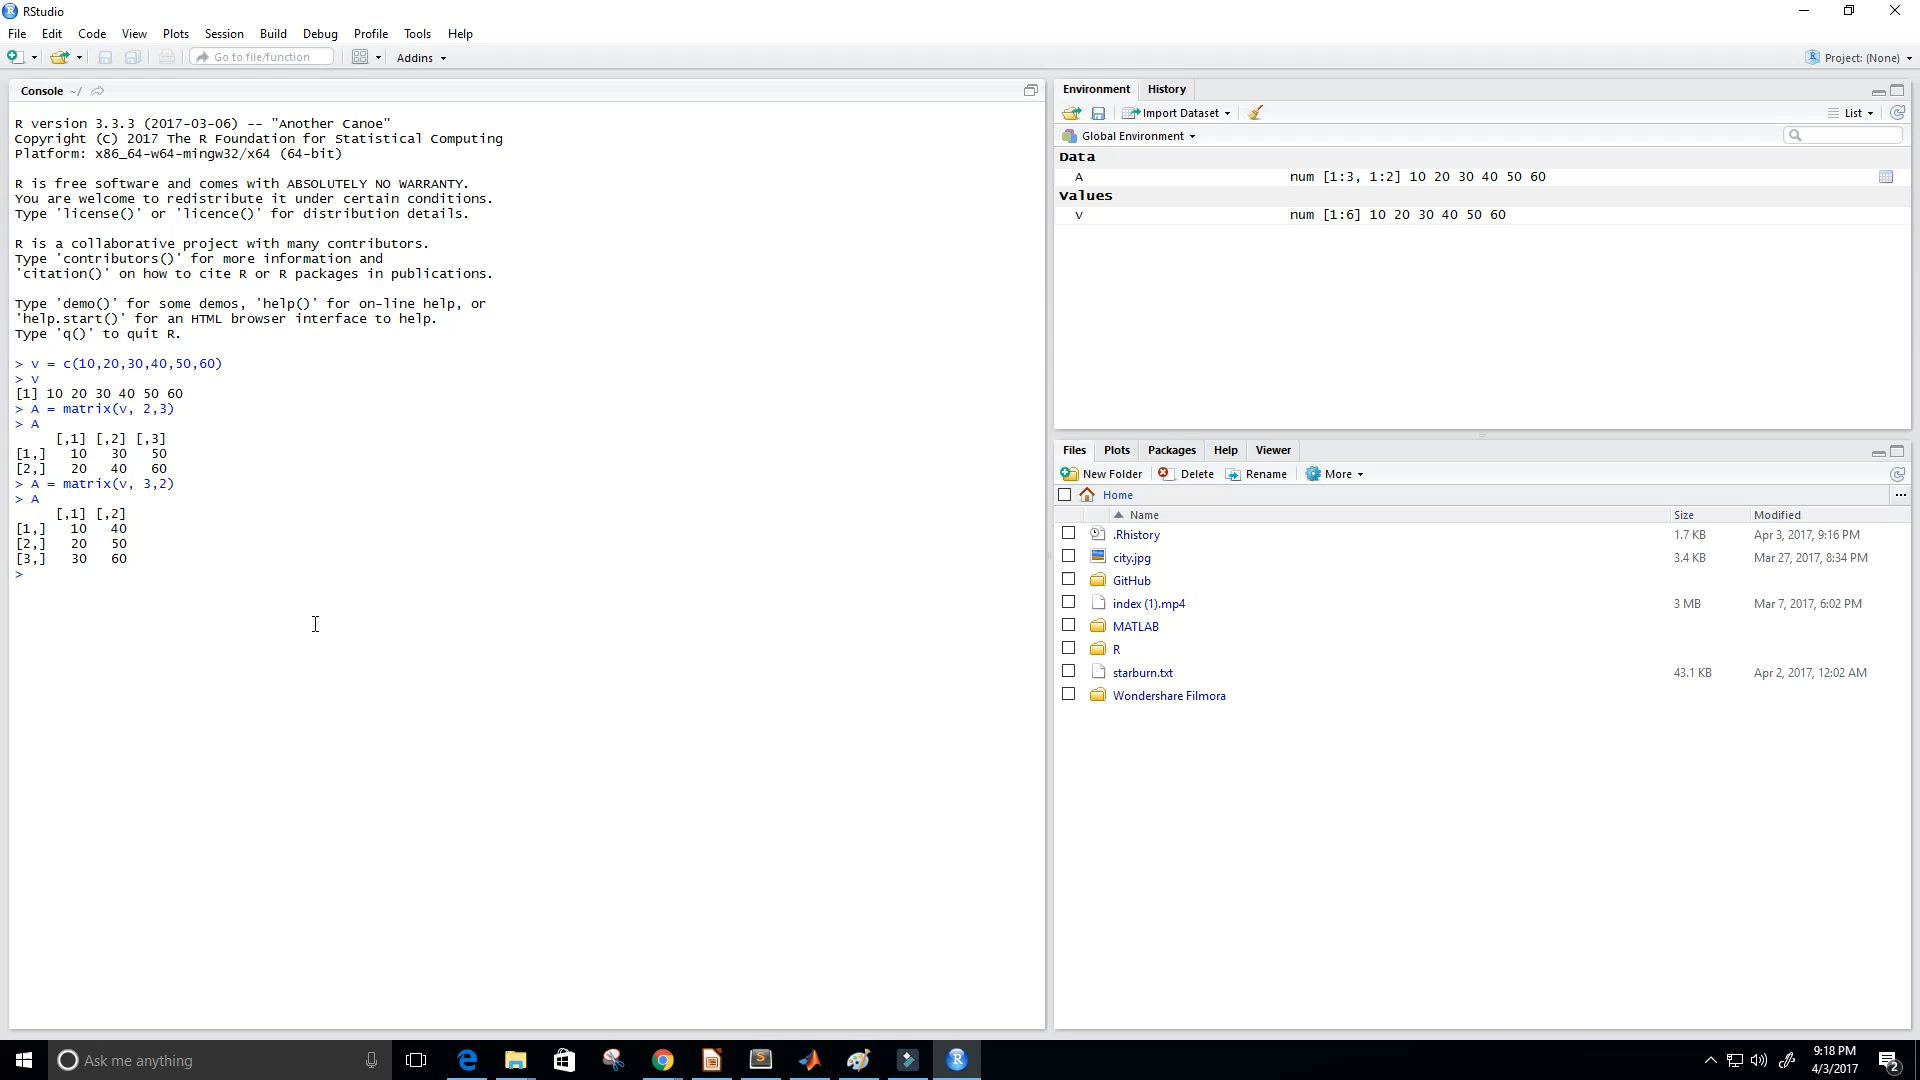 RStudio
File Edit Code View Plots Session Build Debug Profile Tools Help
Go to file/function Addins Project: (None)
Console ~/
R version 3.3.3 (2017-03-06) -- "Another Canoe"
Copyright (C) 2017 The R Foundation for Statistical Computing
Platform: x86_64-w64-mingw32/x64 (64-bit)
R is free software and comes with ABSOLUTELY NO WARRANTY.
You are welcome to redistribute it under certain conditions.
Type 'license()' or 'licence()' for distribution details.
R is a collaborative project with many contributors.
Type 'contributors()' for more information and
'citation()' on how to cite R or R packages in publications.
Type 'demo()' for some demos, 'help()' for on-line help, or
'help.start()' for an HTML browser interface to help.
Type 'q()' to quit R.
> v = c(10,20,30,40,50,60)
> v
[1] 10 20 30 40 50 60
> A = matrix(v, 2,3)
> A
[,1] [,2] [,3]
[1,] 10 30 50
[2,] 20 40 60
> A = matrix(v, 3,2)
> A
[,1] [,2]
[1,] 10 40
[2,] 20 50
[3,] 30 60
>
Environment History
Import Dataset List
Global Environment
Data
A num [1:3, 1:2] 10 20 30 40 50 60
Values
v num [1:6] 10 20 30 40 50 60
Files Plots Packages Help Viewer
New Folder Delete Rename More
Home ...
Name Size Modified
.Rhistory 1.7 KB Apr 3, 2017, 9:16 PM
city.jpg 3.4 KB Mar 27, 2017, 8:34 PM
GitHub
index (1).mp4 3 MB Mar 7, 2017, 6:02 PM
MATLAB
R
starburn.txt 43.1 KB Apr 2, 2017, 12:02 AM
Wondershare Filmora
Ask me anything
9:18 PM
4/3/2017
2